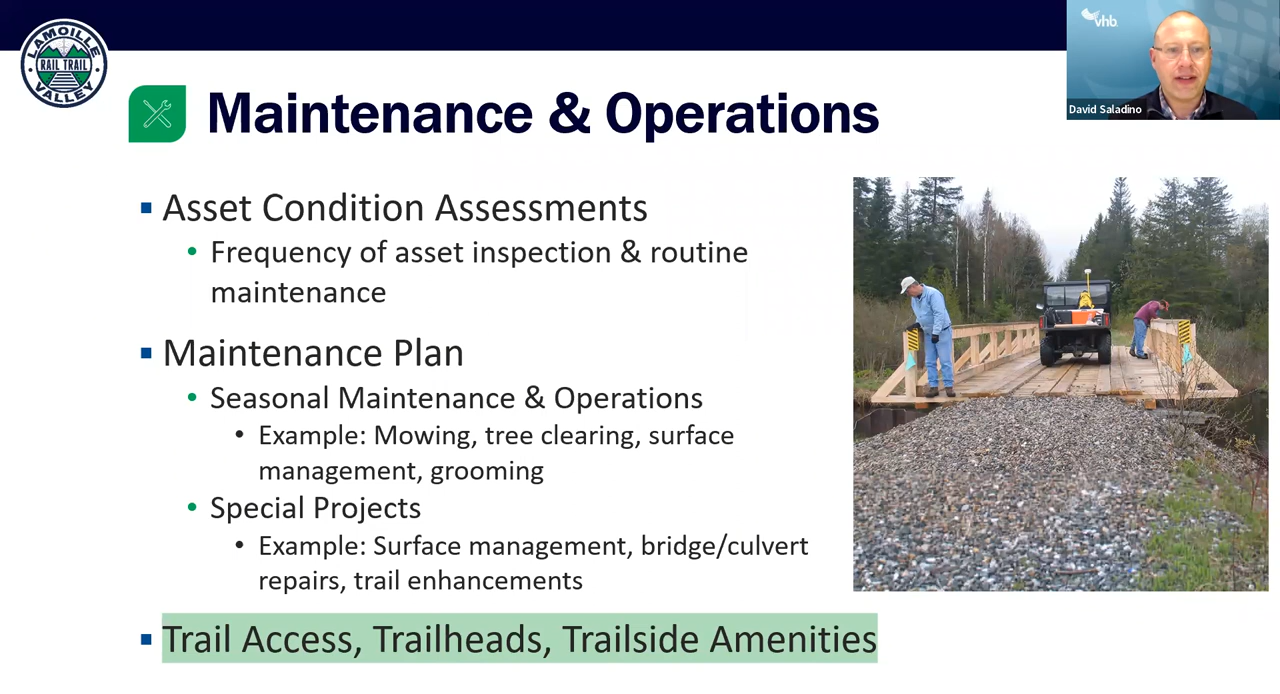 LAMOILLE
RAIL TRAIL
VALLEY
vhb
David Saladino
Maintenance & Operations
▪ Asset Condition Assessments
• Frequency of asset inspection & routine
maintenance
▪ Maintenance Plan
• Seasonal Maintenance & Operations
• Example: Mowing, tree clearing, surface
management, grooming
• Special Projects
• Example: Surface management, bridge/culvert
repairs, trail enhancements
▪ Trail Access, Trailheads, Trailside Amenities